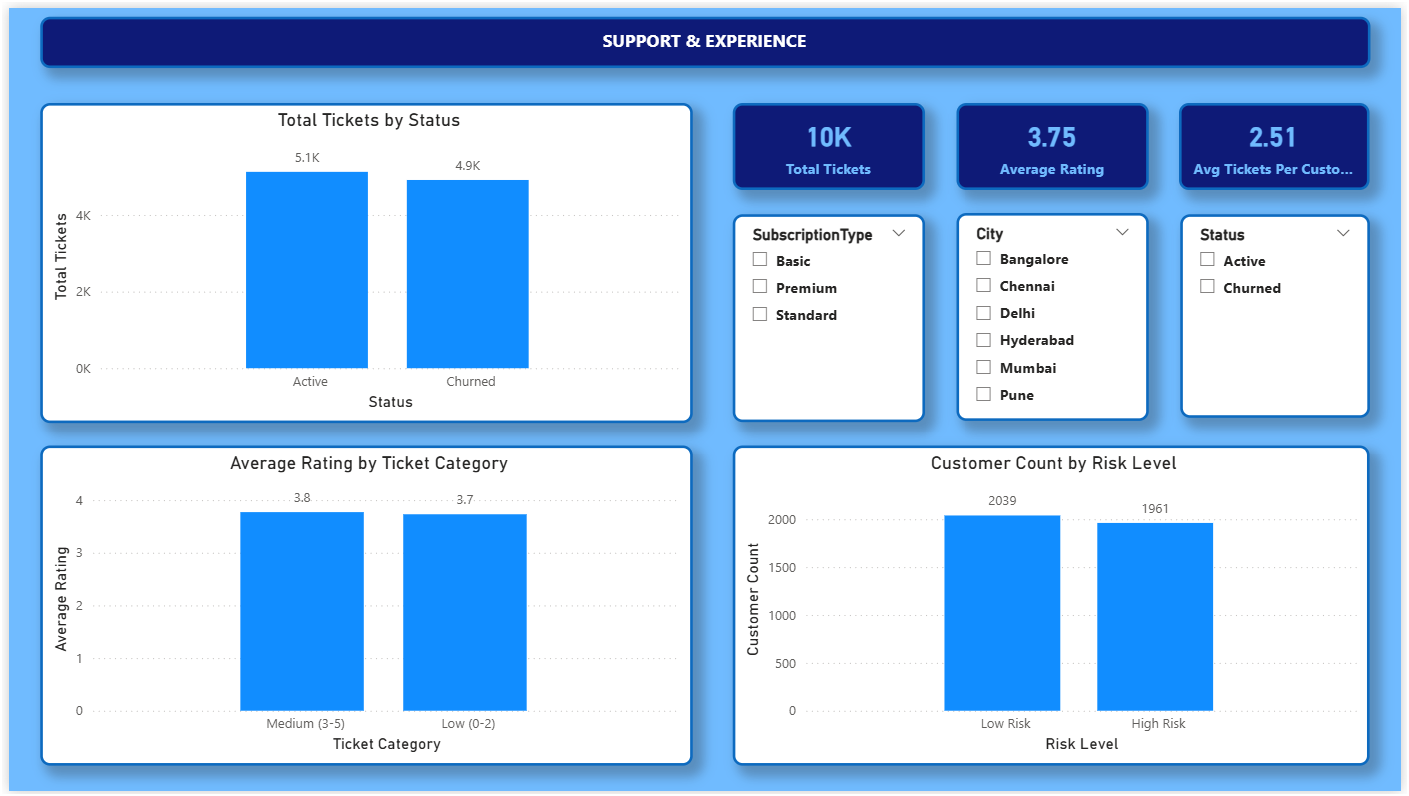 SUPPORT & EXPERIENCE
Total Tickets by Status
5.1K
4.9K
4K
2K
0K
Total Tickets
Active
Churned
Status
10K
Total Tickets
3.75
Average Rating
2.51
Avg Tickets Per Custo...
SubscriptionType
Basic
Premium
Standard
City
Bangalore
Chennai
Delhi
Hyderabad
Mumbai
Pune
Status
Active
Churned
Average Rating by Ticket Category
3.8
3.7
4
3
2
1
0
Average Rating
Medium (3-5)
Low (0-2)
Ticket Category
Customer Count by Risk Level
2039
1961
2000
1500
1000
500
0
Customer Count
Low Risk
High Risk
Risk Level